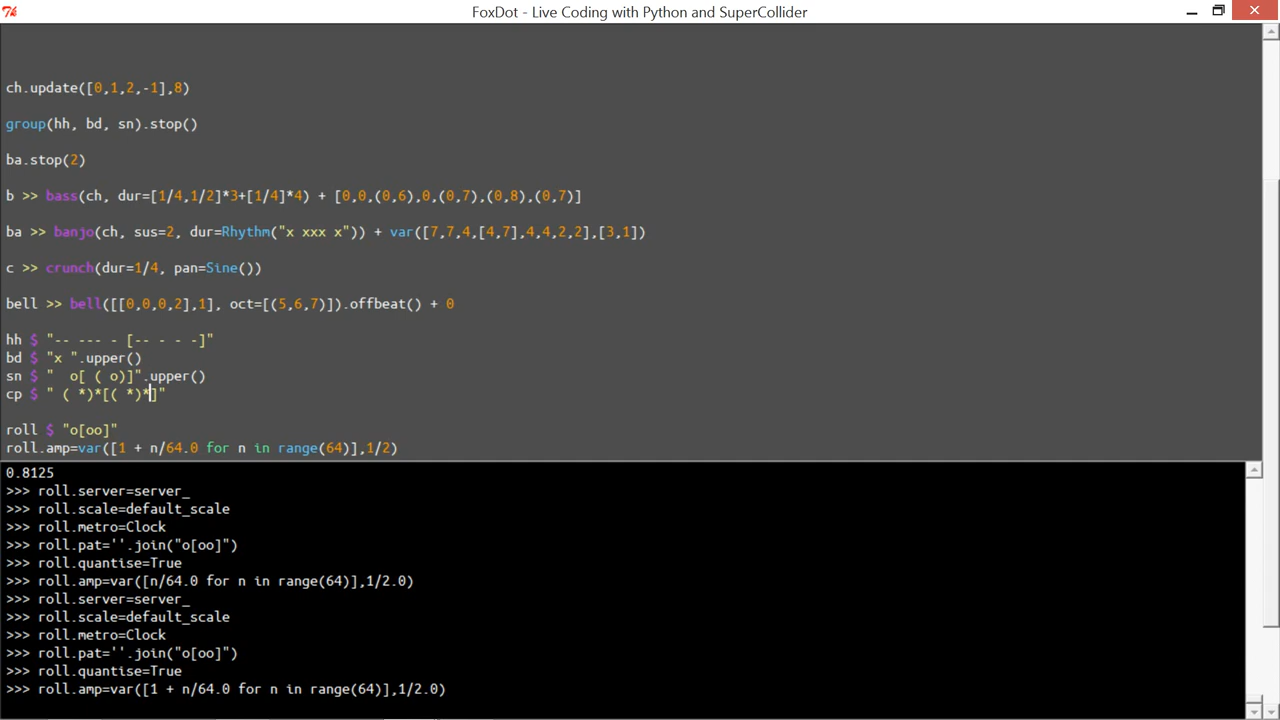 FoxDot - Live Coding with Python and SuperCollider
ch.update([0,1,2,-1],8)
group(hh, bd, sn).stop()
ba.stop(2)
b >> bass(ch, dur=[1/4,1/2]*3+[1/4]*4) + [0,0,(0,6),0,(0,7),(0,8),(0,7)]
ba >> banjo(ch, sus=2, dur=Rhythm("x xxx x")) + var([7,7,4,[4,7],4,4,2,2],[3,1])
c >> crunch(dur=1/4, pan=Sine())
bell >> bell([[0,0,0,2],1], oct=[(5,6,7)]).offbeat() + 0
hh $ "-- --- - [-- - - -]"
bd $ "x ".upper()
sn $ "  o[ ( o)]".upper()
cp $ " ( *)*[( *)*]"
roll $ "o[oo]"
roll.amp=var([1 + n/64.0 for n in range(64)],1/2)
0.8125
>>> roll.server=server_
>>> roll.scale=default_scale
>>> roll.metro=Clock
>>> roll.pat=''.join("o[oo]")
>>> roll.quantise=True
>>> roll.amp=var([n/64.0 for n in range(64)],1/2.0)
>>> roll.server=server_
>>> roll.scale=default_scale
>>> roll.metro=Clock
>>> roll.pat=''.join("o[oo]")
>>> roll.quantise=True
>>> roll.amp=var([1 + n/64.0 for n in range(64)],1/2.0)